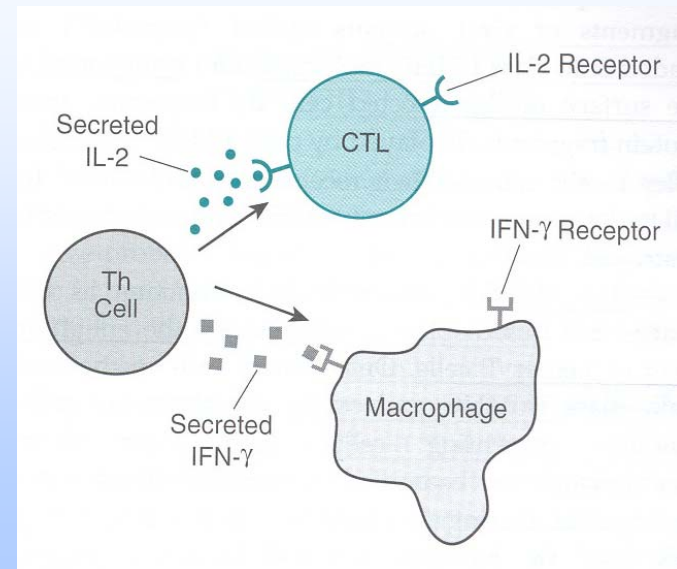 IL-2 Receptor
Secreted
IL-2
CTL
IFN-γ Receptor
Th
Cell
Macrophage
Secreted
IFN-γ